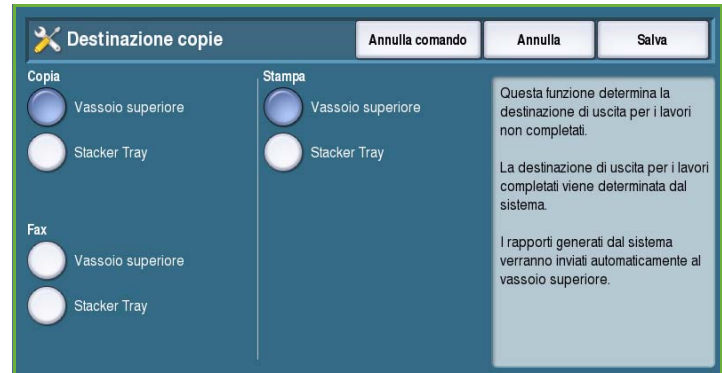 Destinazione copie
Annulla comando
Annulla
Salva
Copia
Vassoio superiore
Stacker Tray
Fax
Vassoio superiore
Stacker Tray
Stampa
Vassoio superiore
Stacker Tray
Questa funzione determina la
destinazione di uscita per i lavori
non completati.
La destinazione di uscita per i lavori
completati viene determinata dal
sistema.
I rapporti generati dal sistema
verranno inviati automaticamente al
vassoio superiore.